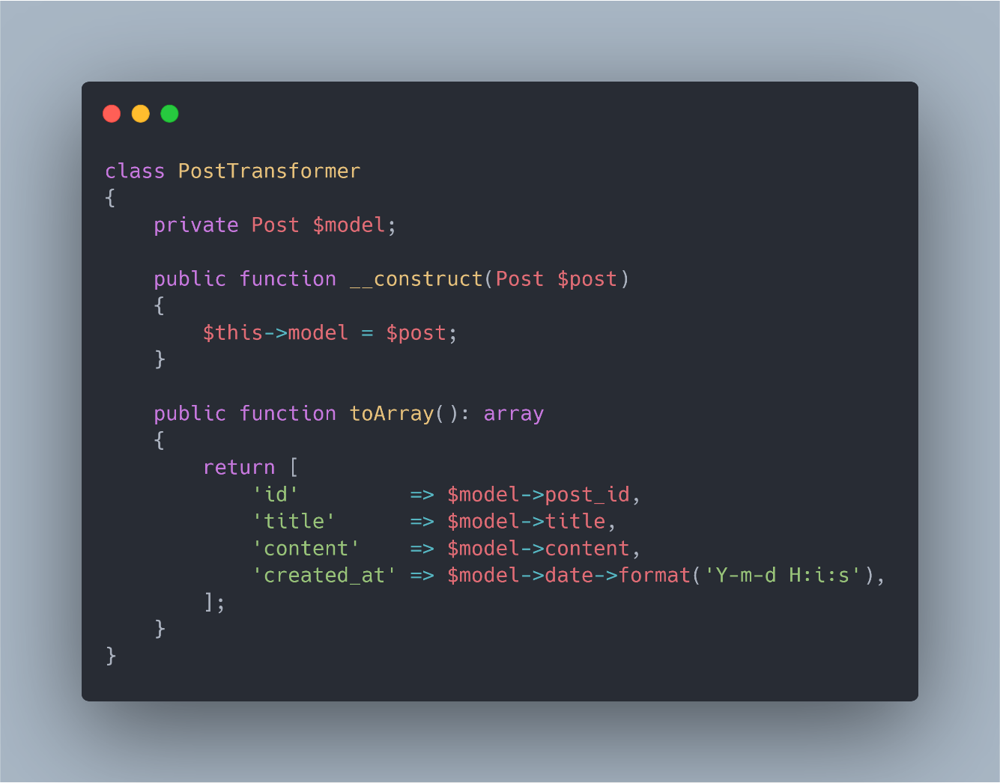 class PostTransformer
{
    private Post $model;

    public function __construct(Post $post)
    {
        $this->model = $post;
    }

    public function toArray(): array
    {
        return [
            'id'         => $model->post_id,
            'title'      => $model->title,
            'content'    => $model->content,
            'created_at' => $model->date->format('Y-m-d H:i:s'),
        ];
    }
}